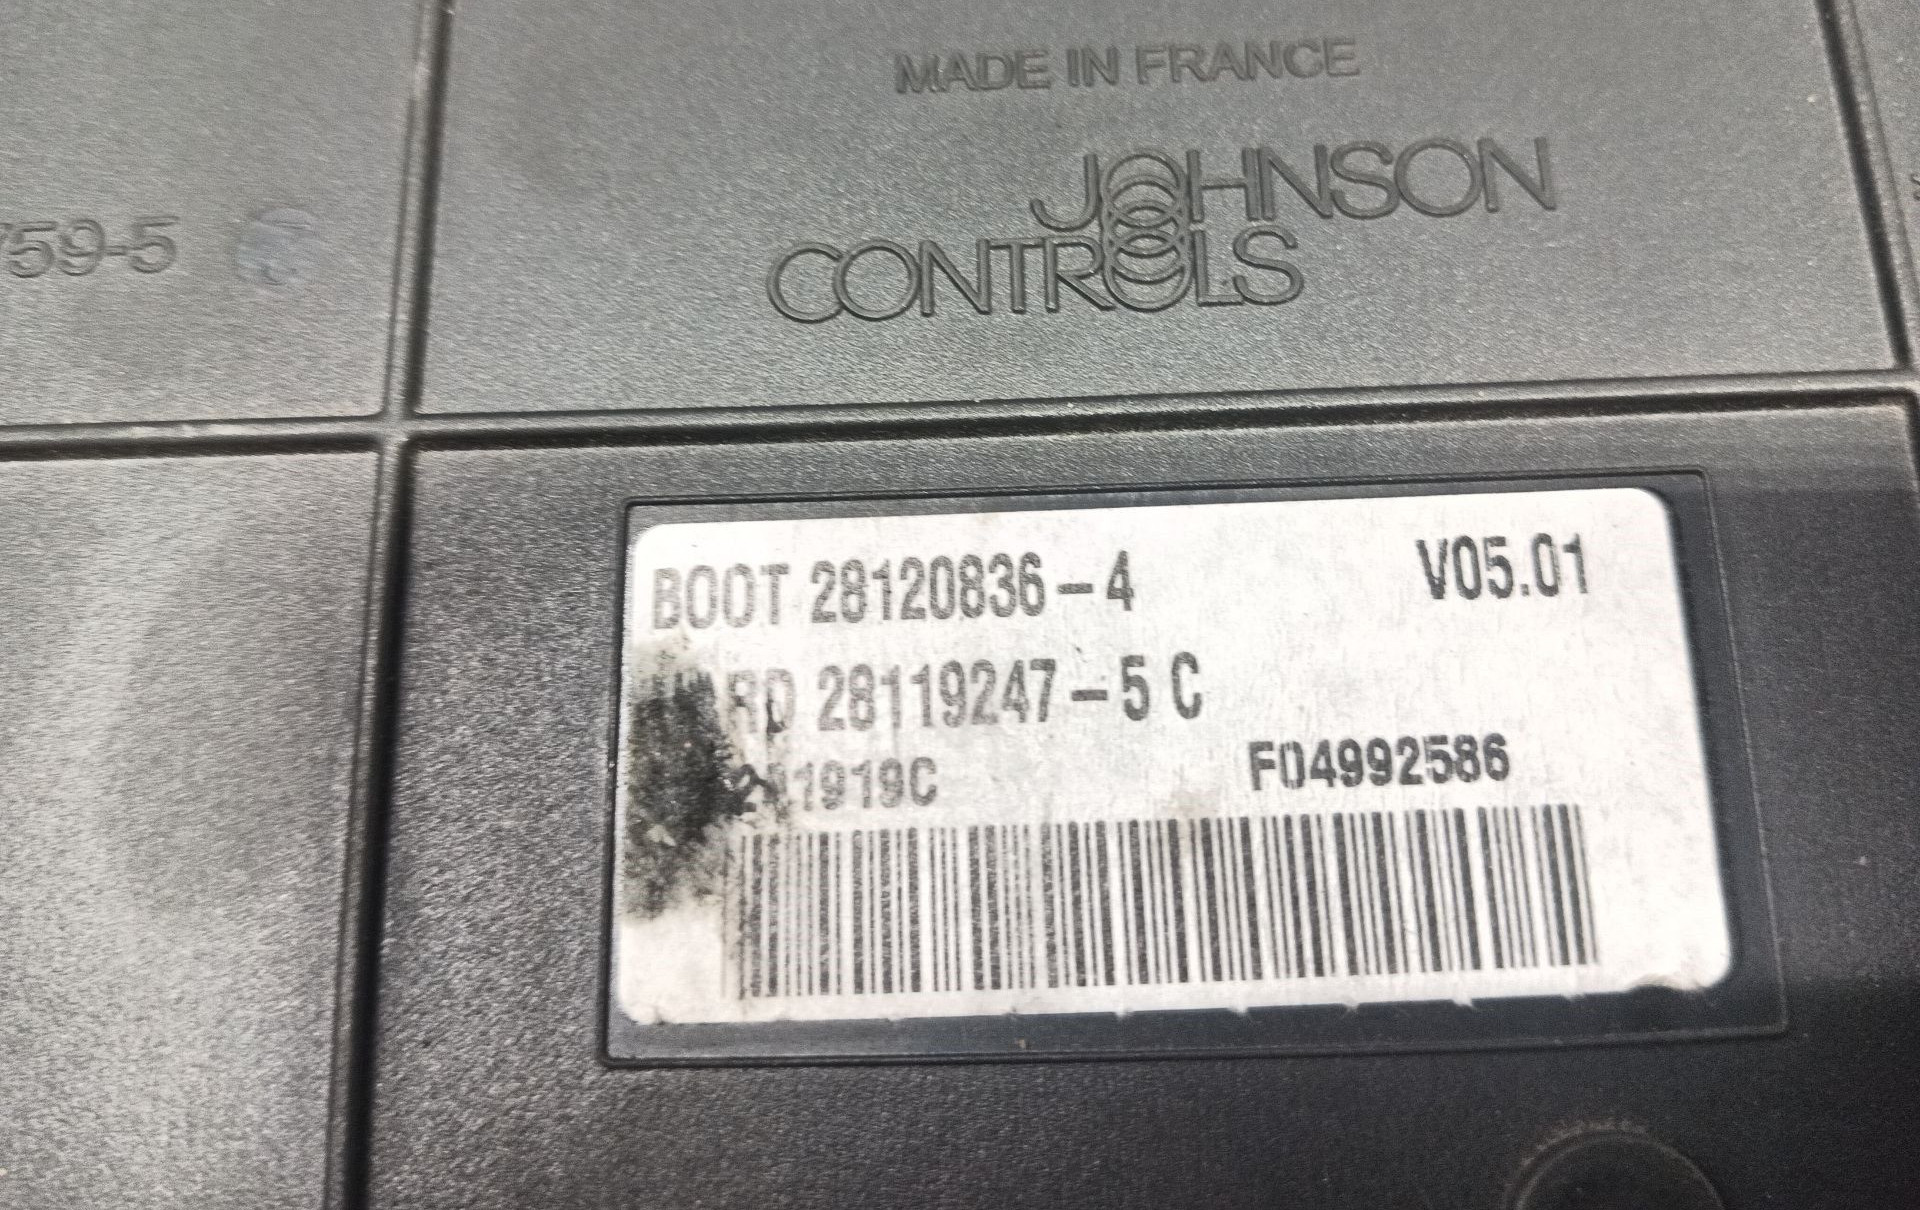 MADE IN FRANCE
JOHNSON
CONTROLS
759-5
BOOT 28120836-4 V05.01
28119247-5 C
F04992586